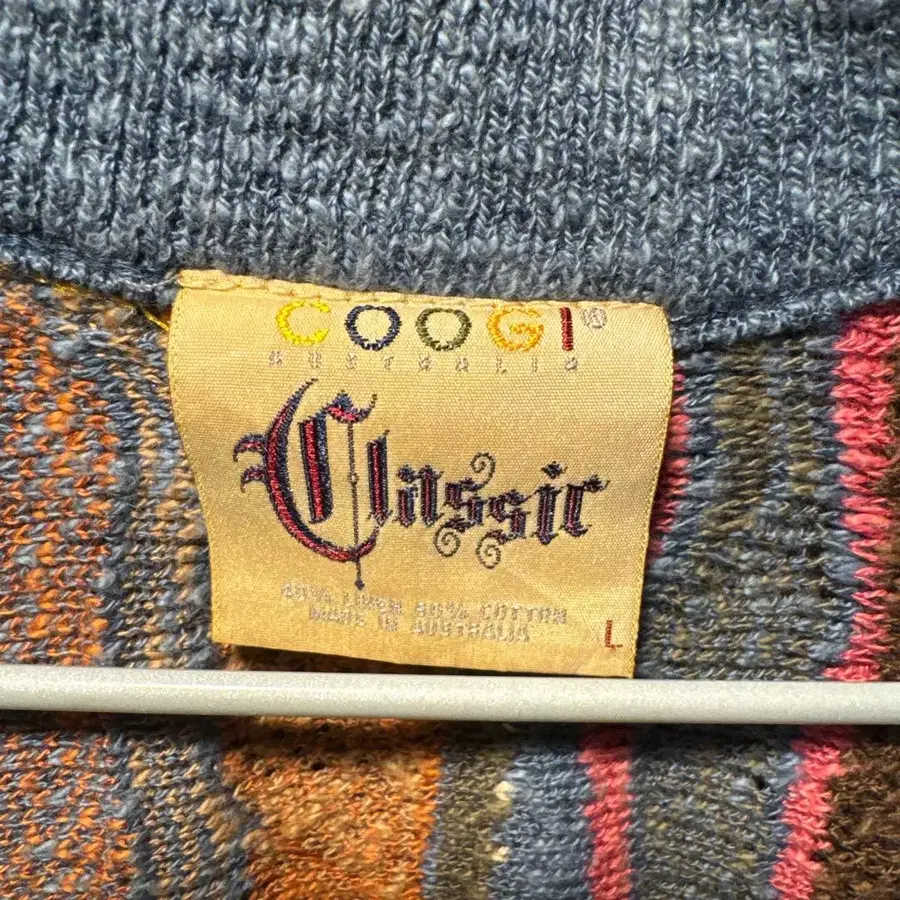 COOGI®
AUSTRALIA
Classic
40% LINEN 60% COTTON
MADE IN AUSTRALIA
L